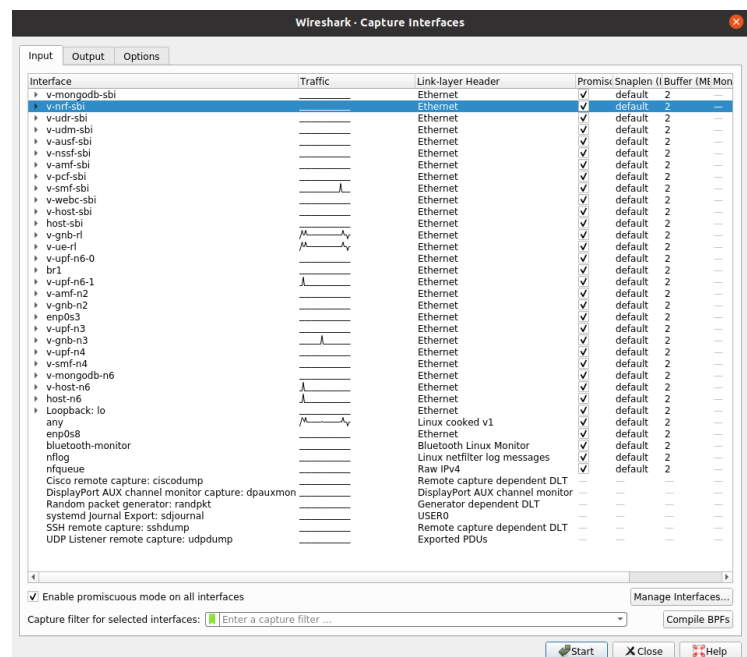 Wireshark · Capture Interfaces
Input Output Options
Interface Traffic Link-layer Header Promisc Snaplen (I Buffer (ME Mon
v-mongodb-sbi Ethernet default 2 —
v-nrf-sbi Ethernet default 2 —
v-udr-sbi Ethernet default 2 —
v-udm-sbi Ethernet default 2 —
v-ausf-sbi Ethernet default 2 —
v-nssf-sbi Ethernet default 2 —
v-amf-sbi Ethernet default 2 —
v-pcf-sbi Ethernet default 2 —
v-smf-sbi Ethernet default 2 —
v-webc-sbi Ethernet default 2 —
v-host-sbi Ethernet default 2 —
host-sbi Ethernet default 2 —
v-gnb-rl Ethernet default 2 —
v-ue-rl Ethernet default 2 —
v-upf-n6-0 Ethernet default 2 —
br1 Ethernet default 2 —
v-upf-n6-1 Ethernet default 2 —
v-amf-n2 Ethernet default 2 —
v-gnb-n2 Ethernet default 2 —
enp0s3 Ethernet default 2 —
v-upf-n3 Ethernet default 2 —
v-gnb-n3 Ethernet default 2 —
v-upf-n4 Ethernet default 2 —
v-smf-n4 Ethernet default 2 —
v-mongodb-n6 Ethernet default 2 —
v-host-n6 Ethernet default 2 —
host-n6 Ethernet default 2 —
Loopback: lo Ethernet default 2 —
any Linux cooked v1 default 2 —
enp0s8 Ethernet default 2 —
bluetooth-monitor Bluetooth Linux Monitor default 2 —
nflog Linux netfilter log messages default 2 —
nfqueue Raw IPv4 default 2 —
Cisco remote capture: ciscodump Remote capture dependent DLT — — — —
DisplayPort AUX channel monitor capture: dpauxmon DisplayPort AUX channel monitor — — — —
Random packet generator: randpkt Generator dependent DLT — — — —
systemd Journal Export: sdjournal USER0 — — — —
SSH remote capture: sshdump Remote capture dependent DLT — — — —
UDP Listener remote capture: udpdump Exported PDUs — — — —
Enable promiscuous mode on all interfaces Manage Interfaces...
Capture filter for selected interfaces: Enter a capture filter ... Compile BPFs
Start Close Help